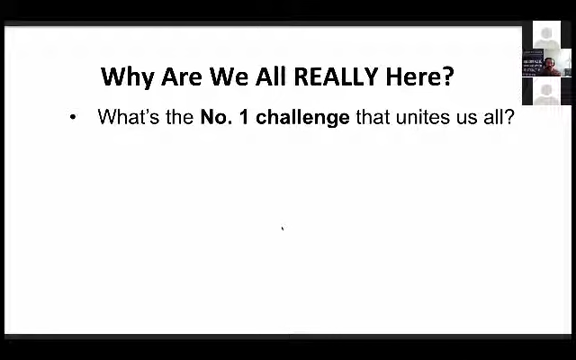 Why Are We All REALLY Here?
• What's the No. 1 challenge that unites us all?